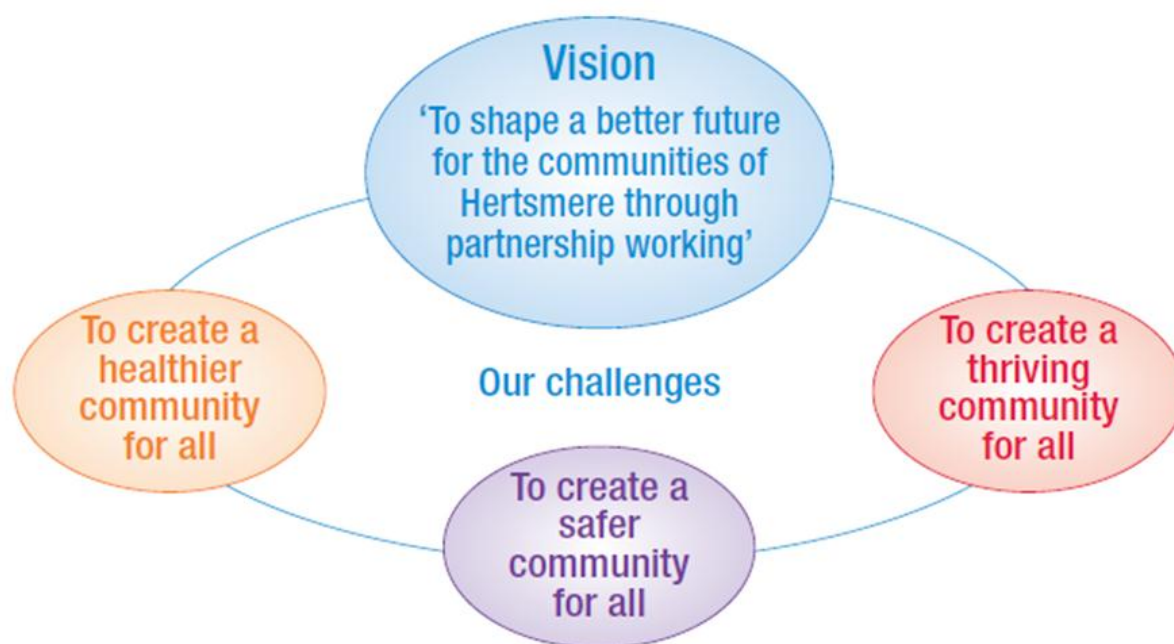 Vision
‘To shape a better future
for the communities of
Hertsmere through
partnership working’
To create a
healthier
community
for all
Our challenges
To create a
thriving
community
for all
To create a
safer
community
for all